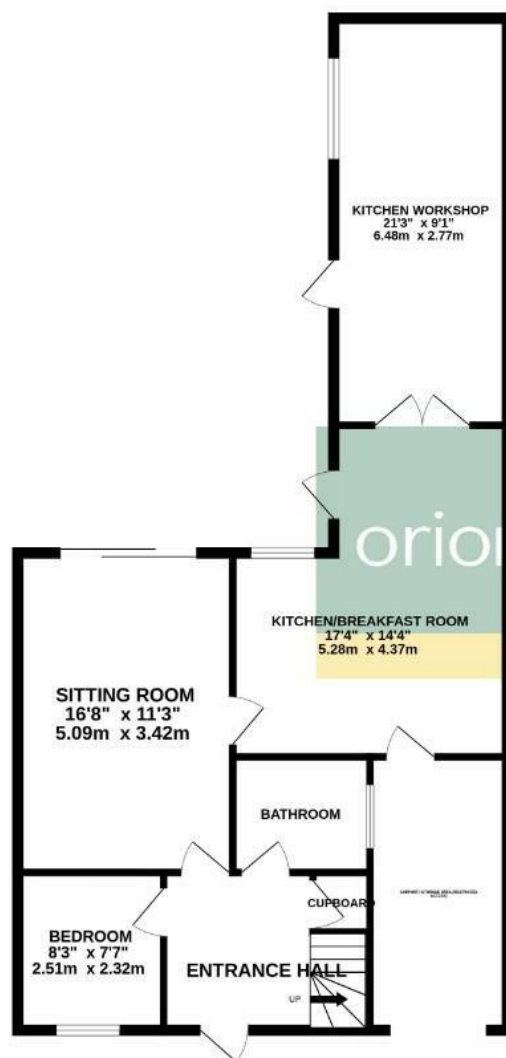 KITCHEN WORKSHOP
21'3" x 9'1"
6.48m x 2.77m
orion
KITCHEN/BREAKFAST ROOM
17'4" x 14'4"
5.28m x 4.37m
SITTING ROOM
16'8" x 11'3"
5.09m x 3.42m
BATHROOM
CUPBOARD
BEDROOM
8'3" x 7'7"
2.51m x 2.32m
ENTRANCE HALL
UP